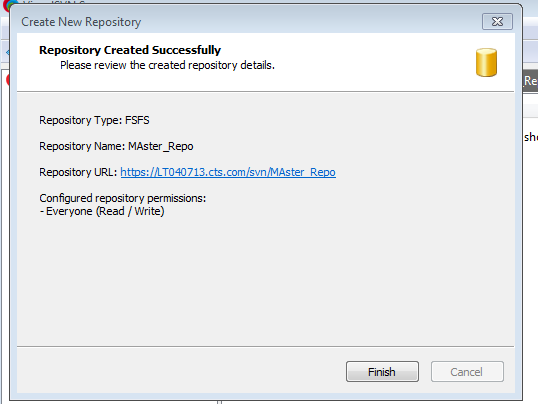 Create New Repository
Repository Created Successfully
Please review the created repository details.
Repository Type: FSFS
Repository Name: MAster_Repo
Repository URL: https://LT040713.cts.com/svn/MAster_Repo
Configured repository permissions:
- Everyone (Read / Write)
Finish
Cancel